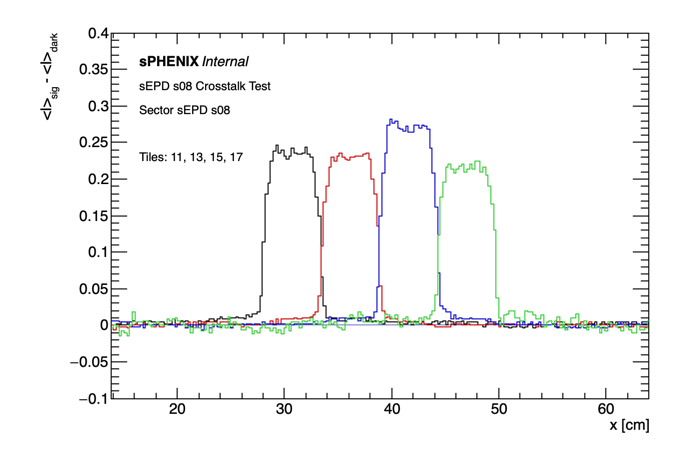 <I>sig - <I>dark
0.4
0.35
0.3
0.25
0.2
0.15
0.1
0.05
0
−0.05
−0.1
sPHENIX Internal
sEPD s08 Crosstalk Test
Sector sEPD s08
Tiles: 11, 13, 15, 17
20 30 40 50 60
x [cm]